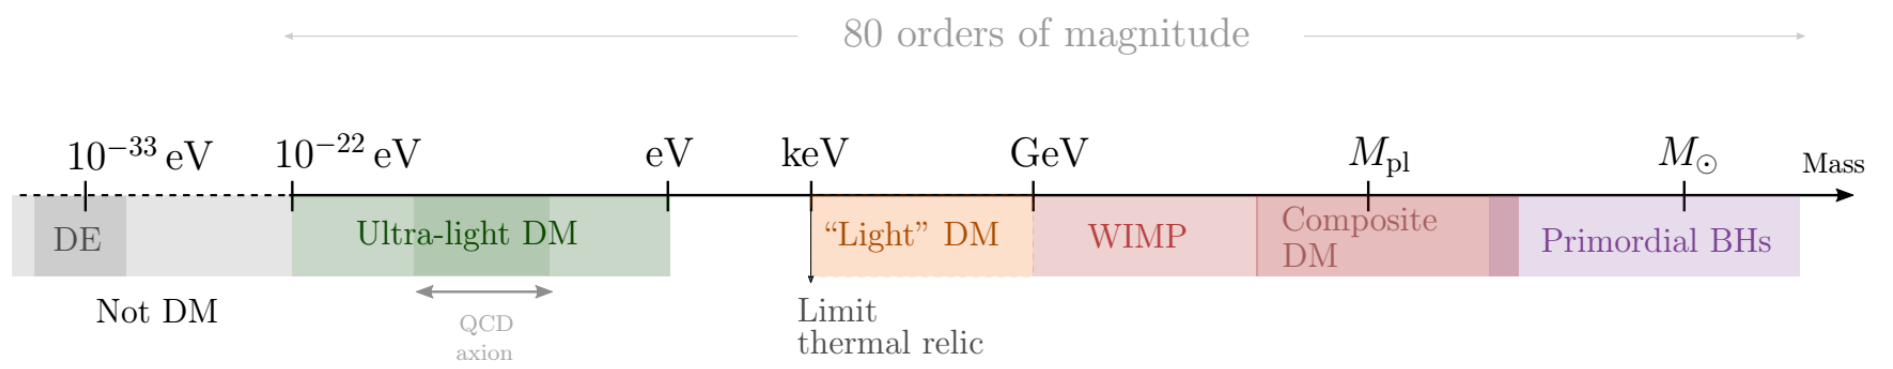 80 orders of magnitude
10⁻³³ eV 10⁻²² eV eV keV GeV M_pl M_☉ Mass
DE Ultra-light DM “Light” DM WIMP Composite DM Primordial BHs
Not DM
QCD
axion
Limit
thermal relic